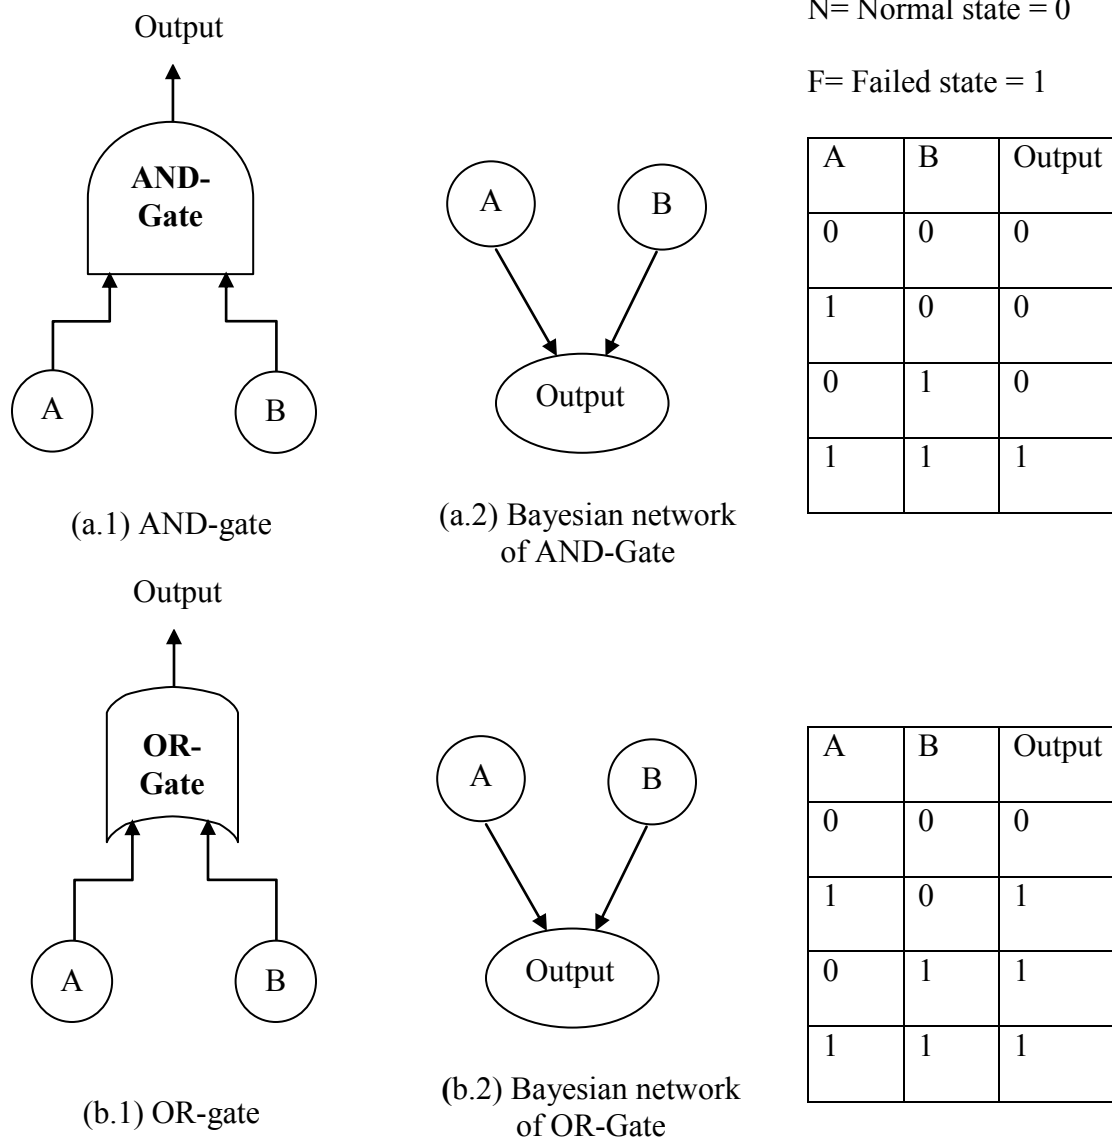 Output
N= Normal state = 0
F= Failed state = 1
AND-
Gate
A
B
A
B
Output
A B Output
0 0 0
1 0 0
0 1 0
1 1 1
(a.1) AND-gate
(a.2) Bayesian network
of AND-Gate
Output
OR-
Gate
A
B
A
B
Output
A B Output
0 0 0
1 0 1
0 1 1
1 1 1
(b.1) OR-gate
(b.2) Bayesian network
of OR-Gate